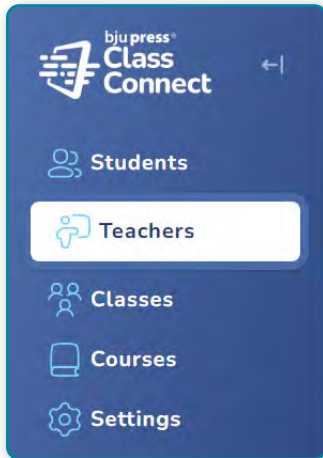 bju press®
Class
Connect
Students
Teachers
Classes
Courses
Settings